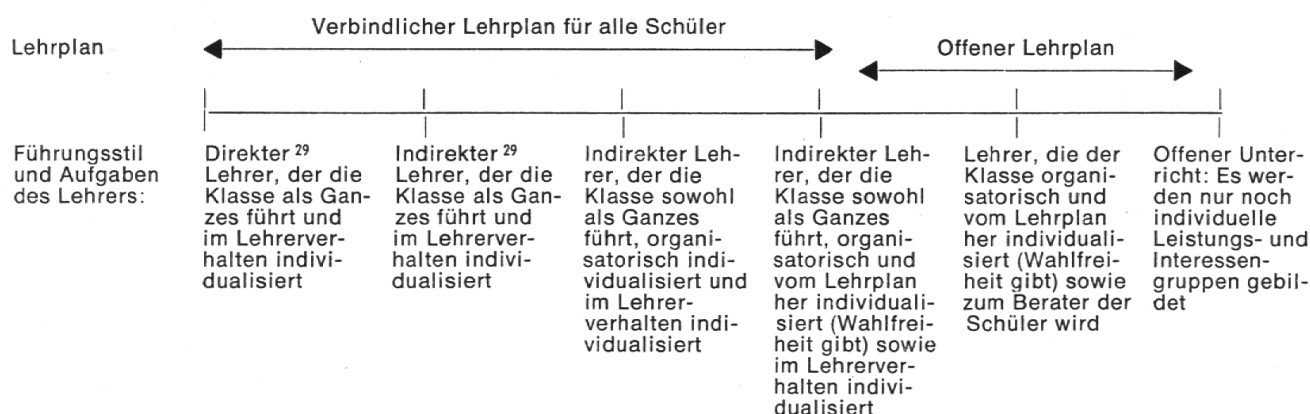 Verbindlicher Lehrplan für alle Schüler
Lehrplan
Offener Lehrplan
Führungsstil
und Aufgaben
des Lehrers:
Direkter 29
Lehrer, der die
Klasse als Gan-
zes führt und
im Lehrerver-
halten indivi-
dualisiert
Indirekter 29
Lehrer, der die
Klasse als Gan-
zes führt und
im Lehrerver-
halten indivi-
dualisiert
Indirekter Leh-
rer, der die
Klasse sowohl
als Ganzes
führt, organi-
satorisch indi-
vidualisiert und
im Lehrer-
verhalten indi-
vidualisiert
Indirekter Leh-
rer, der die
Klasse sowohl
als Ganzes
führt, organi-
satorisch und
vom Lehrplan
her individuali-
siert (Wahlfrei-
heit gibt) sowie
im Lehrerver-
halten indivi-
dualisiert
Lehrer, die der
Klasse organi-
satorisch und
vom Lehrplan
her individuali-
siert (Wahlfrei-
heit gibt) sowie
zum Berater der
Schüler wird
Offener Unter-
richt: Es wer-
den nur noch
individuelle
Leistungs- und
Interessen-
gruppen gebil-
det